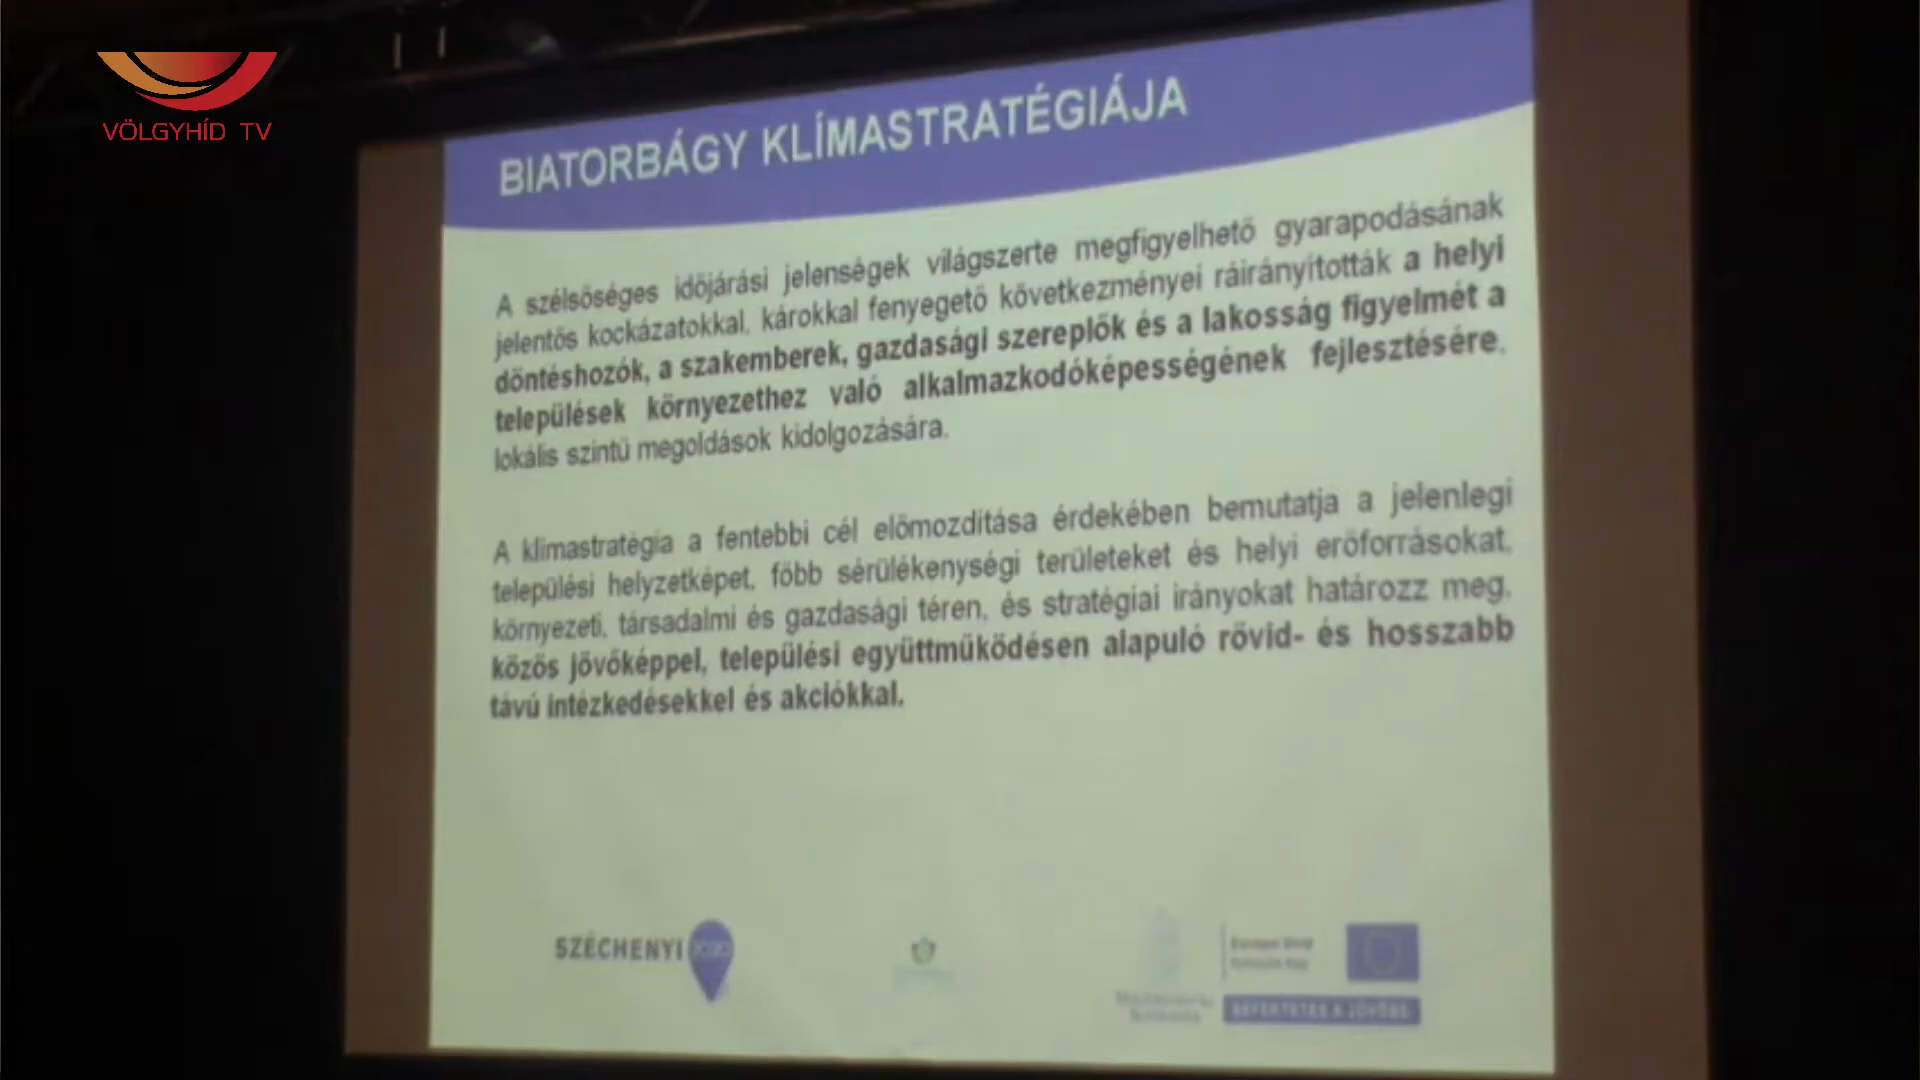 VÖLGYHÍD TV
BIATORBÁGY KLÍMASTRATÉGIÁJA
A szélsőséges időjárási jelenségek világszerte megfigyelhető gyarapodásának
jelentős kockázatokkal, károkkal fenyegető következményei ráirányították a helyi
döntéshozók, a szakemberek, gazdasági szereplők és a lakosság figyelmét a
települések környezethez való alkalmazkodóképességének fejlesztésére,
lokális szintű megoldások kidolgozására.
A klímastratégia a fentebbi cél előmozdítása érdekében bemutatja a jelenlegi
települési helyzetképet, főbb sérülékenységi területeket és helyi erőforrásokat,
környezeti, társadalmi és gazdasági téren, és stratégiai irányokat határozz meg,
közös jövőképpel, települési együttműködésen alapuló rövid- és hosszabb
távú intézkedésekkel és akciókkal.
SZÉCHENYI
BEFEKTETÉS A JÖVŐBE